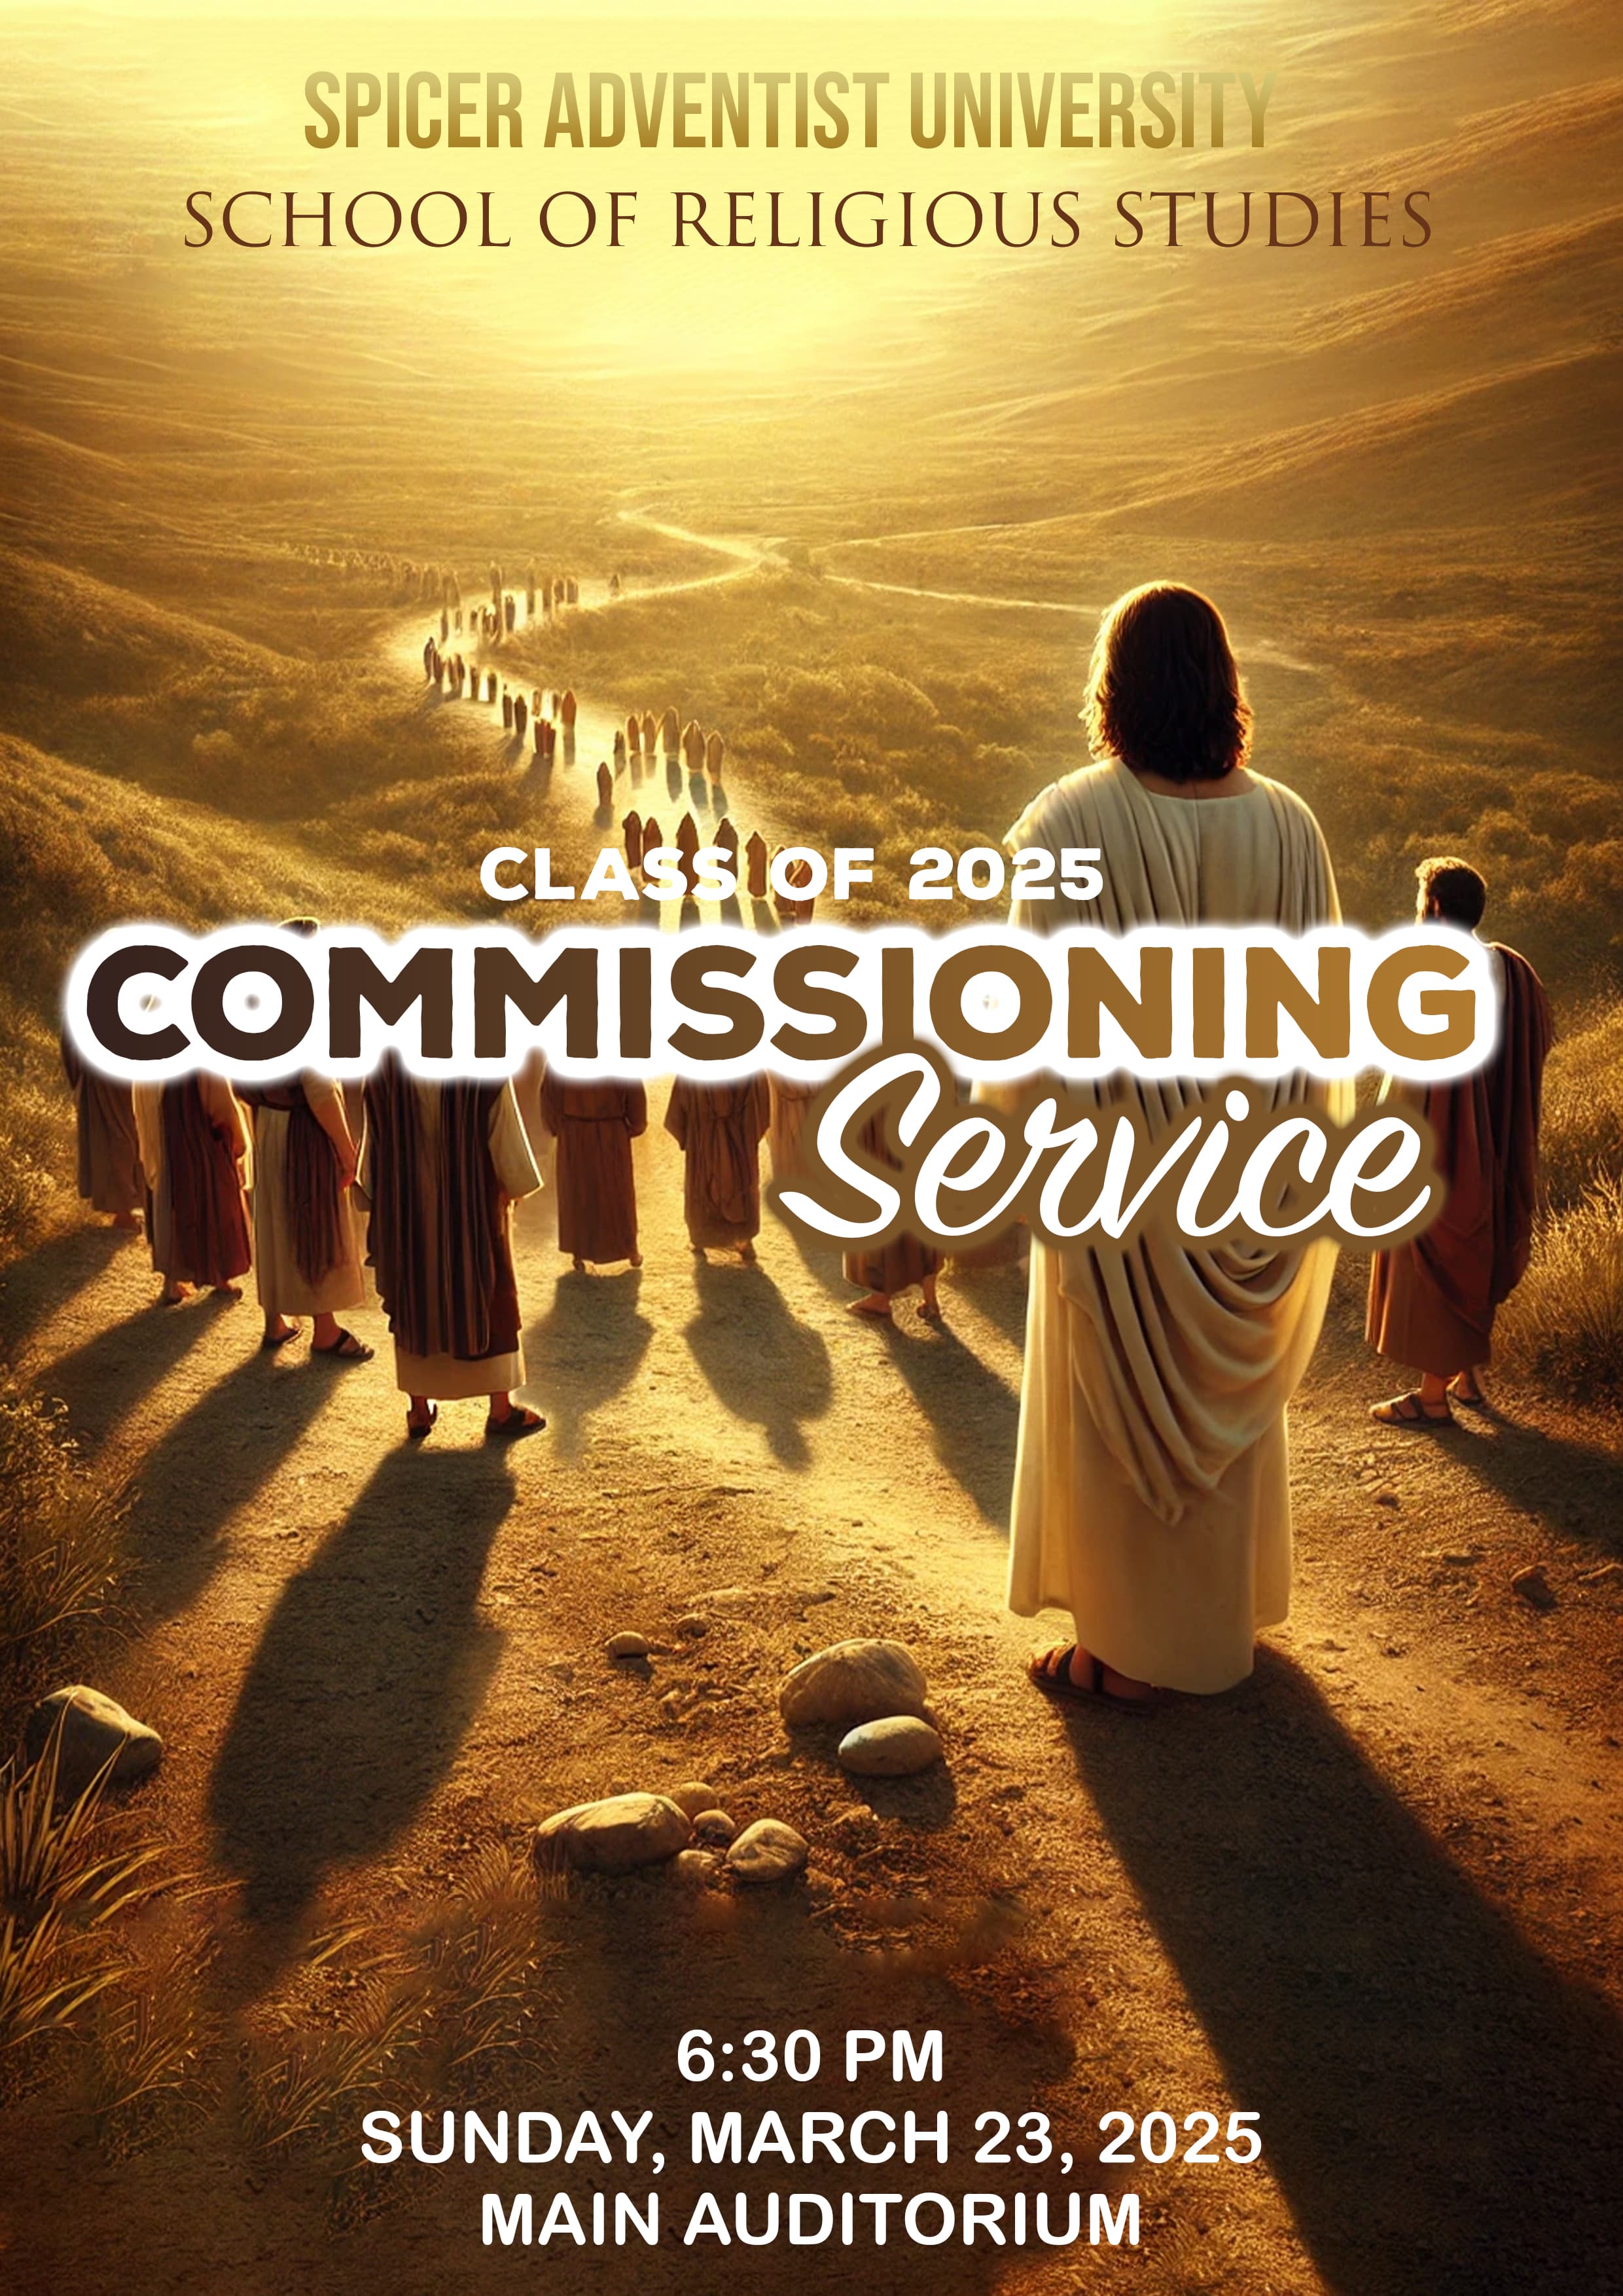 SPICER ADVENTIST UNIVERSITY
SCHOOL OF RELIGIOUS STUDIES
CLASS OF 2025
COMMISSIONING
Service
6:30 PM
SUNDAY, MARCH 23, 2025
MAIN AUDITORIUM